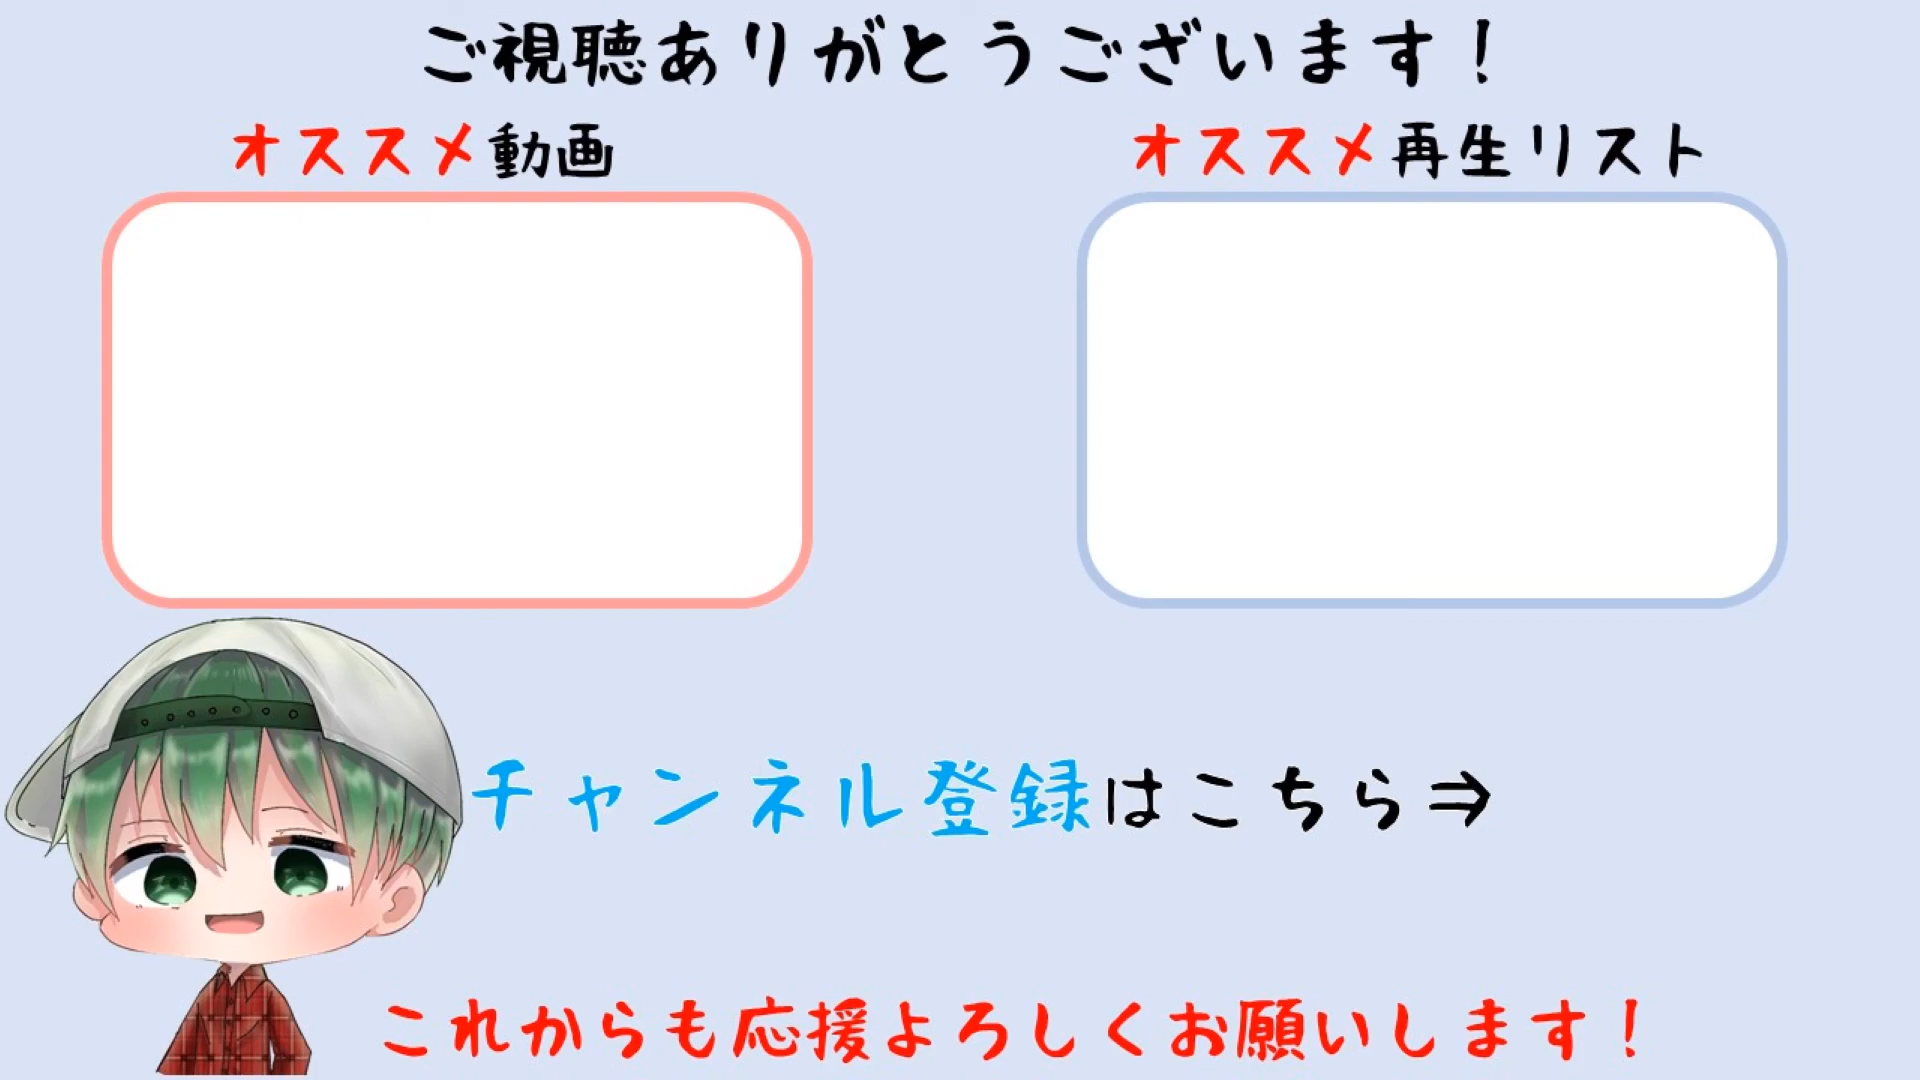 ご視聴ありがとうございます！
オススメ動画
オススメ再生リスト
チャンネル登録はこちら⇒
これからも応援よろしくお願いします！